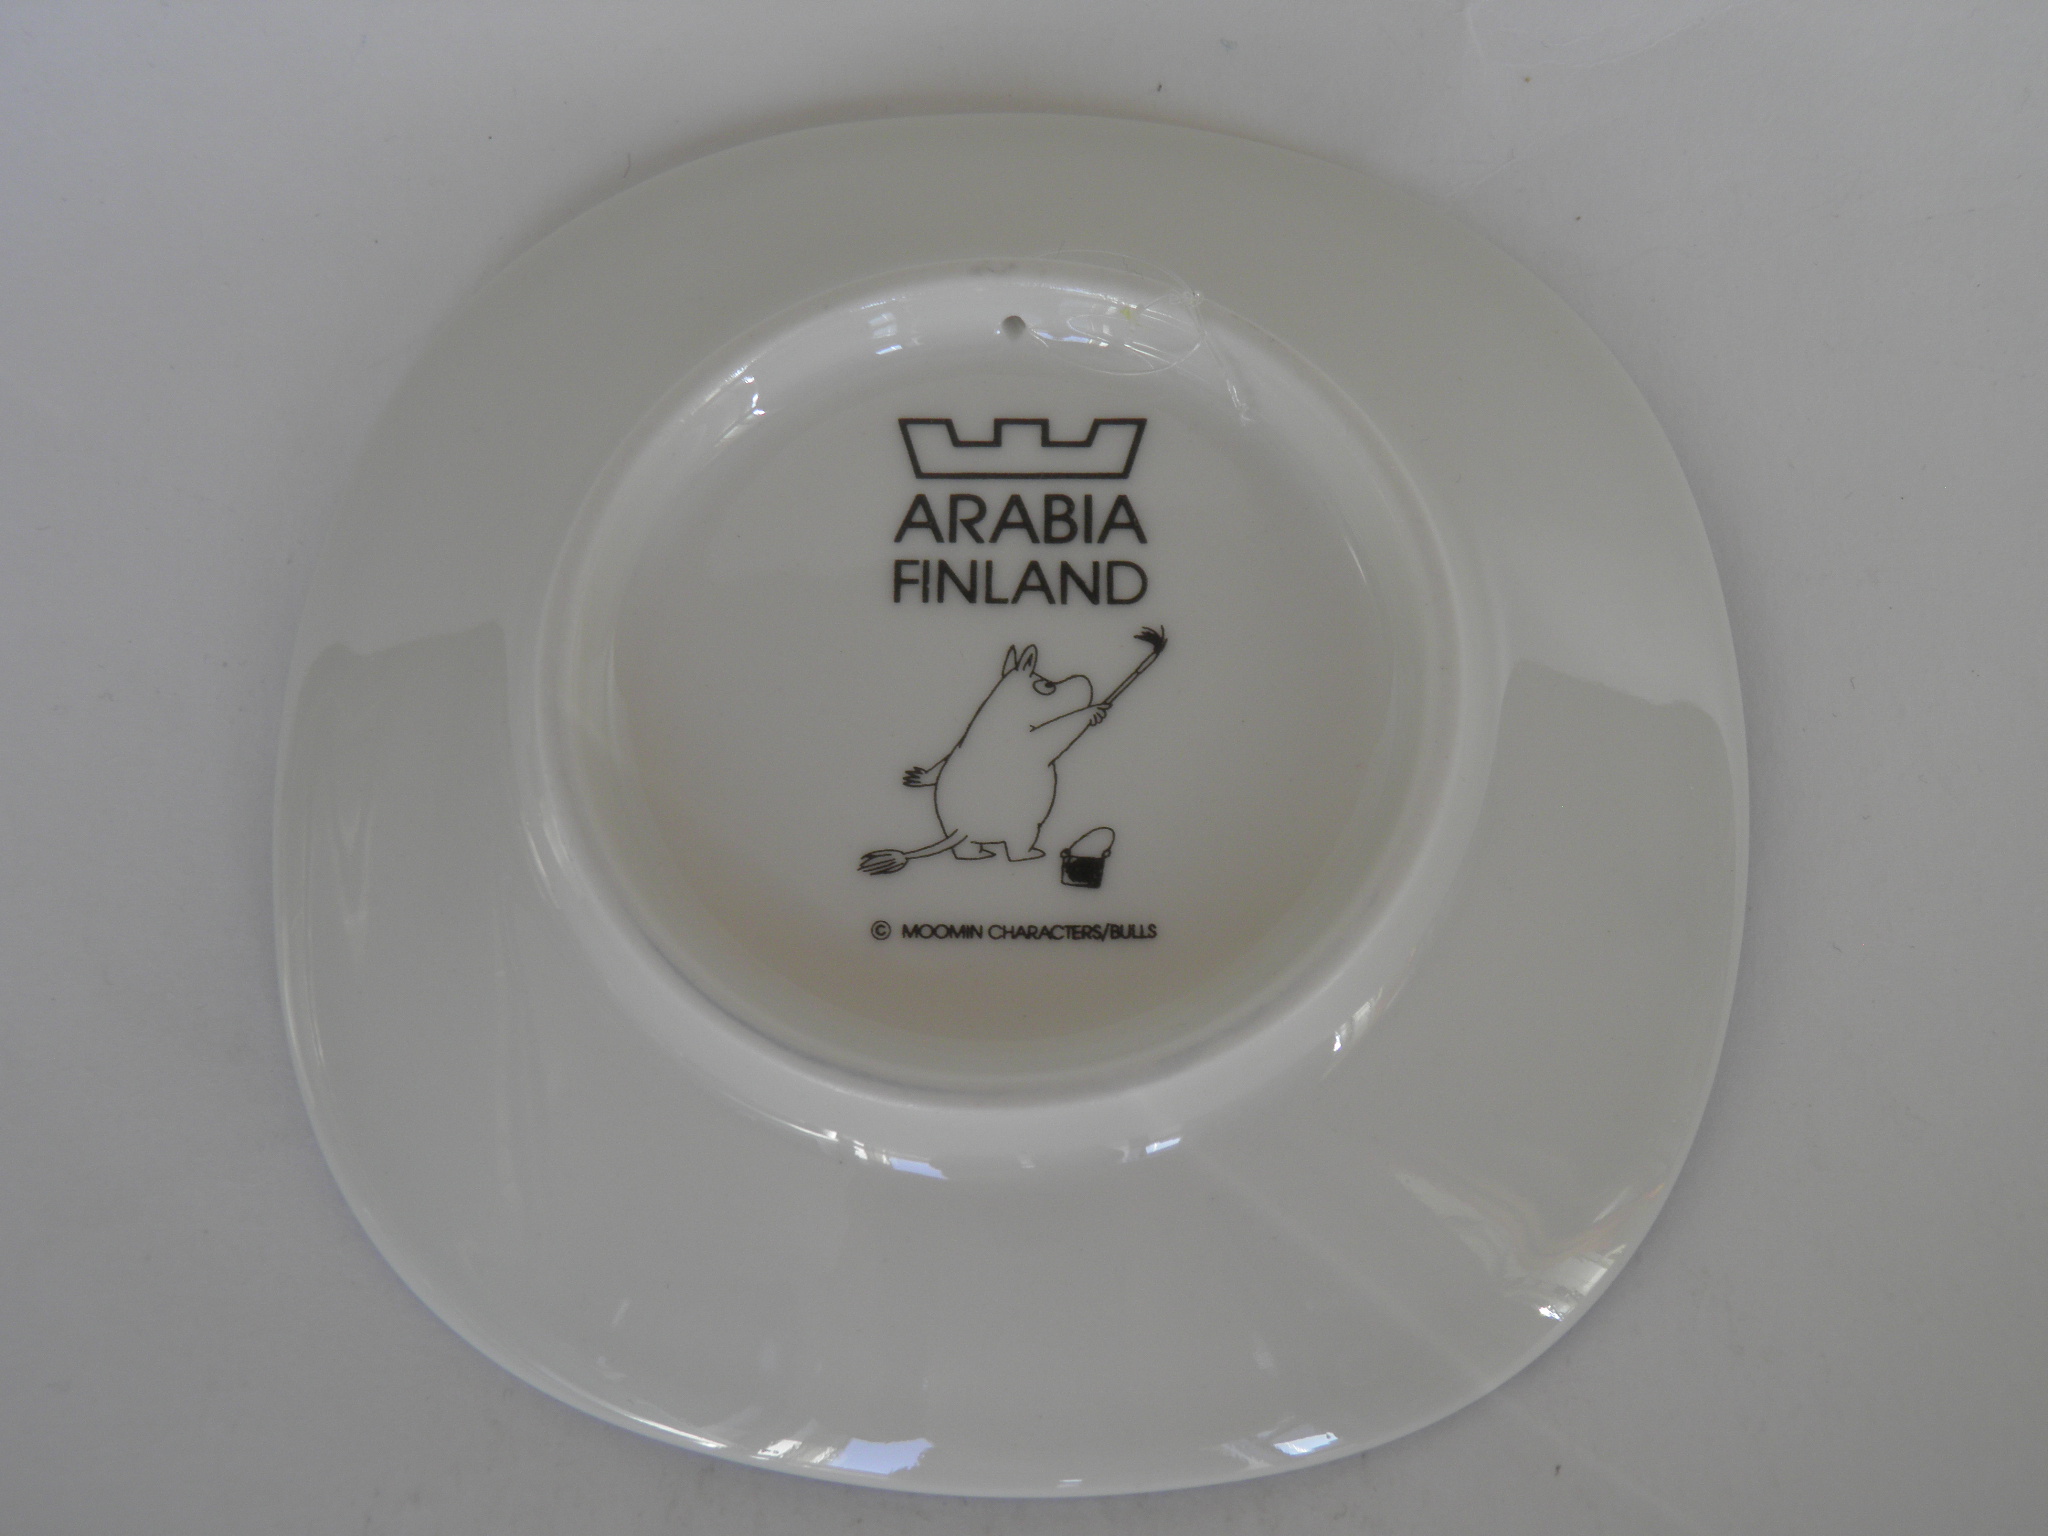 ARABIA
FINLAND
© MOOMIN CHARACTERS/BULLS